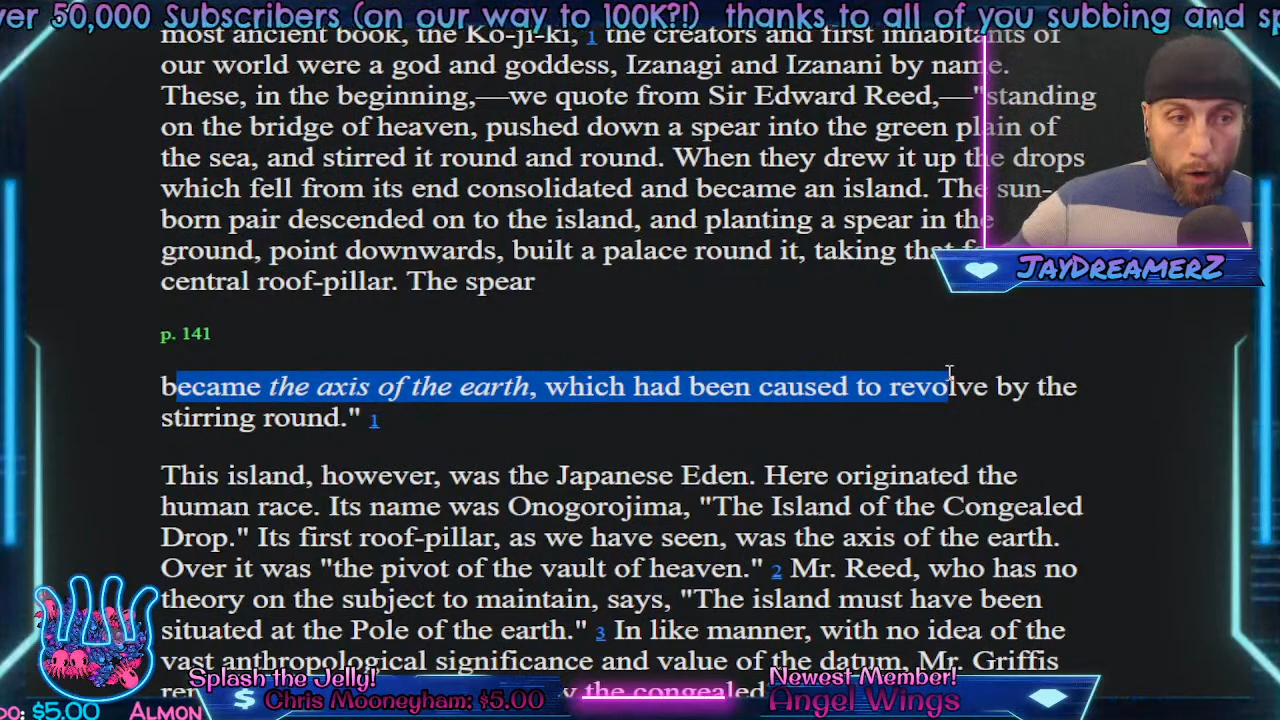 ver 50,000 Subscribers (on our way to 100K?!) thanks to all of you subbing and sp
most ancient book, the Ko-ji-ki, 1 the creators and first inhabitants of
our world were a god and goddess, Izanagi and Izanani by name.
These, in the beginning,—we quote from Sir Edward Reed,—"standing
on the bridge of heaven, pushed down a spear into the green plain of
the sea, and stirred it round and round. When they drew it up the drops
which fell from its end consolidated and became an island. The sun-
born pair descended on to the island, and planting a spear in the
ground, point downwards, built a palace round it, taking that
central roof-pillar. The spear
JayDreamerZ
p. 141
became the axis of the earth, which had been caused to revolve by the
stirring round." 1
This island, however, was the Japanese Eden. Here originated the
human race. Its name was Onogorojima, "The Island of the Congealed
Drop." Its first roof-pillar, as we have seen, was the axis of the earth.
Over it was "the pivot of the vault of heaven." 2 Mr. Reed, who has no
theory on the subject to maintain, says, "The island must have been
situated at the Pole of the earth." 3 In like manner, with no idea of the
vast anthropological significance and value of the datum, Mr. Griffis
the congealed
Splash the Jelly!
$ Chris Mooneyham: $5.00
Newest Member!
Angel Wings
do: $5.00 Almon